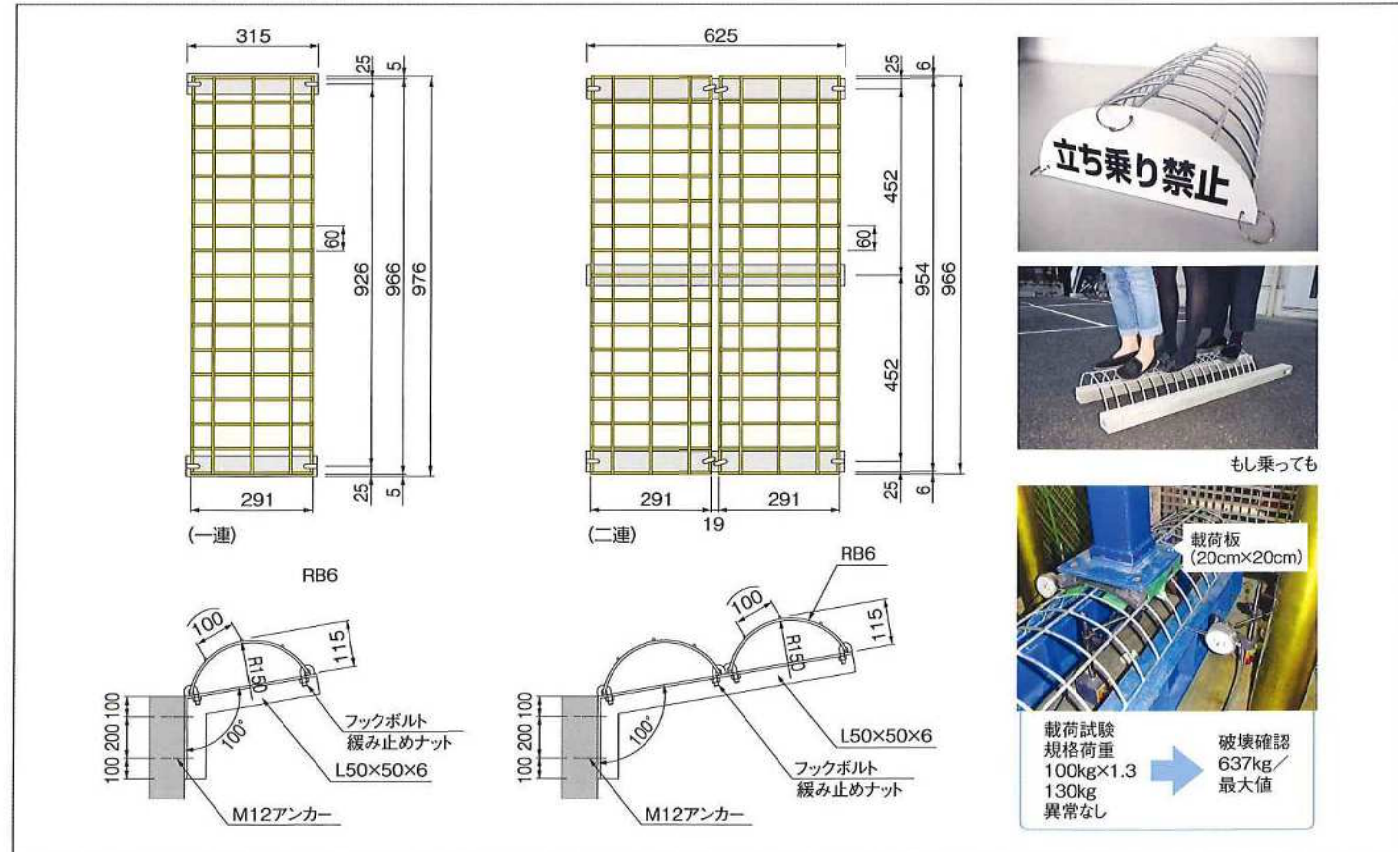 315
25
5
60
926
966
976
25
5
291
(一連)
625
25
6
452
60
954
966
452
25
6
291
291
19
(二連)
RB6
100
115
R150
100
200
100
100°
フックボルト
緩み止めナット
L50×50×6
M12アンカー
RB6
100
115
R150
100
200
100
100°
L50×50×6
フックボルト
緩み止めナット
M12アンカー
立ち乗り禁止
もし乗っても
載荷板
(20cm×20cm)
載荷試験
規格荷重
100kg×1.3
130kg
異常なし
破壊確認
637kg/
最大値